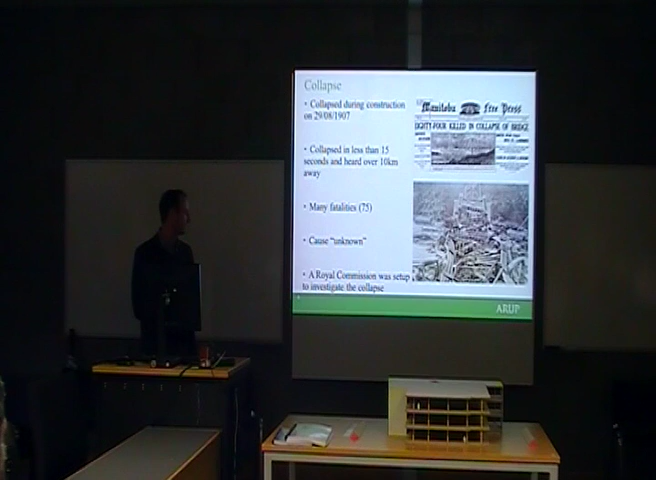 Collapse
• Collapsed during construction
on 29/08/1907
• Collapsed in less than 15
seconds and heard over 10km
away
• Many fatalities (75)
• Cause “unknown”
• A Royal Commission was setup
to investigate the collapse
Manitoba Free Press
EIGHTY-FOUR KILLED IN COLLAPSE OF BRIDGE
ARUP